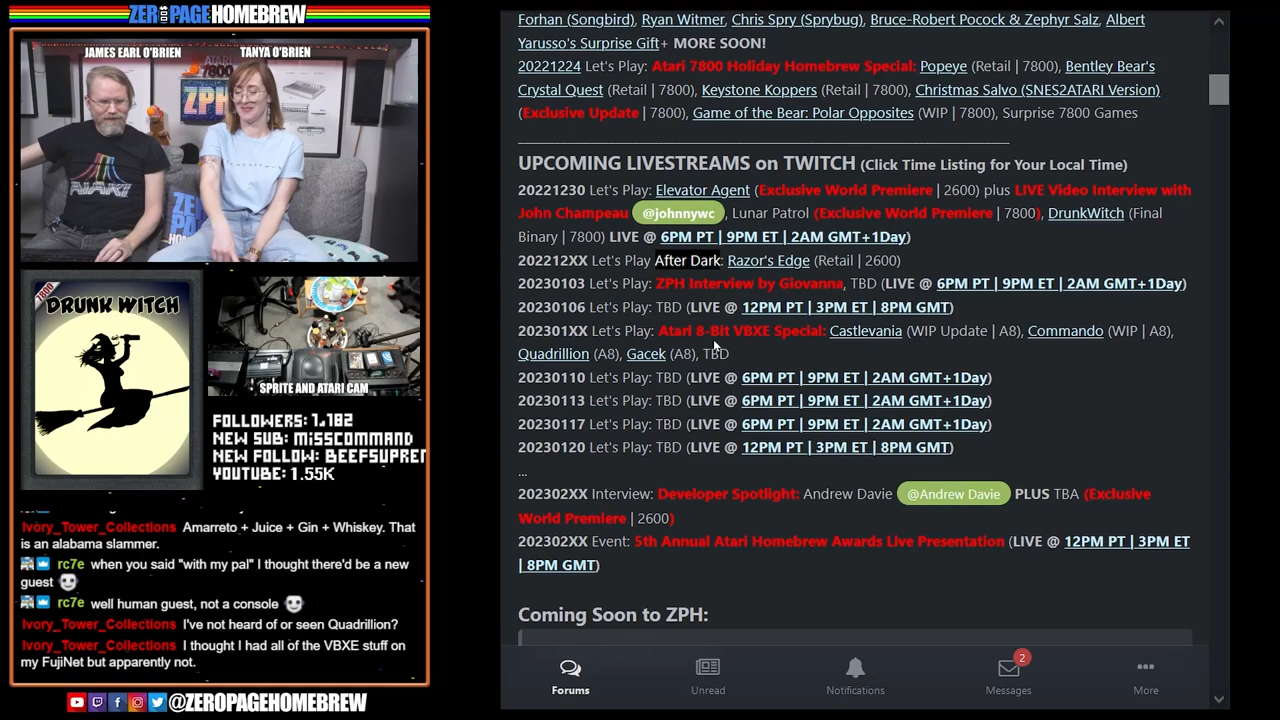 ZERO PAGE HOMEBREW
JAMES EARL O'BRIEN
TANYA O'BRIEN
ATARI
7800
ZPH
ATARI
7800
DRUNK WITCH
SPRITE AND ATARI CAM
FOLLOWERS: 1,182
NEW SUB: MISSCOMMAND
NEW FOLLOW: BEEFSUPREM
YOUTUBE: 1.55K
Ivory_Tower_Collections Amarreto + Juice + Gin + Whiskey. That
is an alabama slammer.
rc7e when you said "with my pal" I thought there'd be a new
guest
rc7e well human guest, not a console
Ivory_Tower_Collections I've not heard of or seen Quadrillion?
Ivory_Tower_Collections I thought I had all of the VBXE stuff on
my FujiNet but apparently not.
@ZEROPAGEHOMEBREW
Forhan (Songbird), Ryan Witmer, Chris Spry (Sprybug), Bruce-Robert Pocock & Zephyr Salz, Albert
Yarusso's Surprise Gift+ MORE SOON!
20221224 Let's Play: Atari 7800 Holiday Homebrew Special: Popeye (Retail | 7800), Bentley Bear's
Crystal Quest (Retail | 7800), Keystone Koppers (Retail | 7800), Christmas Salvo (SNES2ATARI Version)
(Exclusive Update | 7800), Game of the Bear: Polar Opposites (WIP | 7800), Surprise 7800 Games
UPCOMING LIVESTREAMS on TWITCH (Click Time Listing for Your Local Time)
20221230 Let's Play: Elevator Agent (Exclusive World Premiere | 2600) plus LIVE Video Interview with
John Champeau @johnnywc, Lunar Patrol (Exclusive World Premiere | 7800), DrunkWitch (Final
Binary | 7800) LIVE @ 6PM PT | 9PM ET | 2AM GMT+1Day)
202212XX Let's Play After Dark: Razor's Edge (Retail | 2600)
20230103 Let's Play: ZPH Interview by Giovanna, TBD (LIVE @ 6PM PT | 9PM ET | 2AM GMT+1Day)
20230106 Let's Play: TBD (LIVE @ 12PM PT | 3PM ET | 8PM GMT)
202301XX Let's Play: Atari 8-Bit VBXE Special: Castlevania (WIP Update | A8), Commando (WIP | A8),
Quadrillion (A8), Gacek (A8), TBD
20230110 Let's Play: TBD (LIVE @ 6PM PT | 9PM ET | 2AM GMT+1Day)
20230113 Let's Play: TBD (LIVE @ 6PM PT | 9PM ET | 2AM GMT+1Day)
20230117 Let's Play: TBD (LIVE @ 6PM PT | 9PM ET | 2AM GMT+1Day)
20230120 Let's Play: TBD (LIVE @ 12PM PT | 3PM ET | 8PM GMT)
...
202302XX Interview: Developer Spotlight: Andrew Davie @Andrew Davie PLUS TBA (Exclusive
World Premiere | 2600)
202302XX Event: 5th Annual Atari Homebrew Awards Live Presentation (LIVE @ 12PM PT | 3PM ET
| 8PM GMT)
Coming Soon to ZPH:
2
Forums
Unread
Notifications
Messages
More